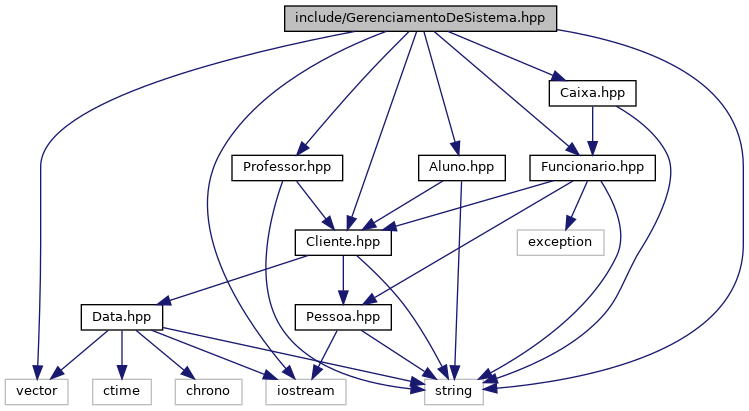 include/GerenciamentoDeSistema.hpp
Caixa.hpp
Professor.hpp
Aluno.hpp
Funcionario.hpp
Cliente.hpp
exception
Data.hpp
Pessoa.hpp
vector
ctime
chrono
iostream
string